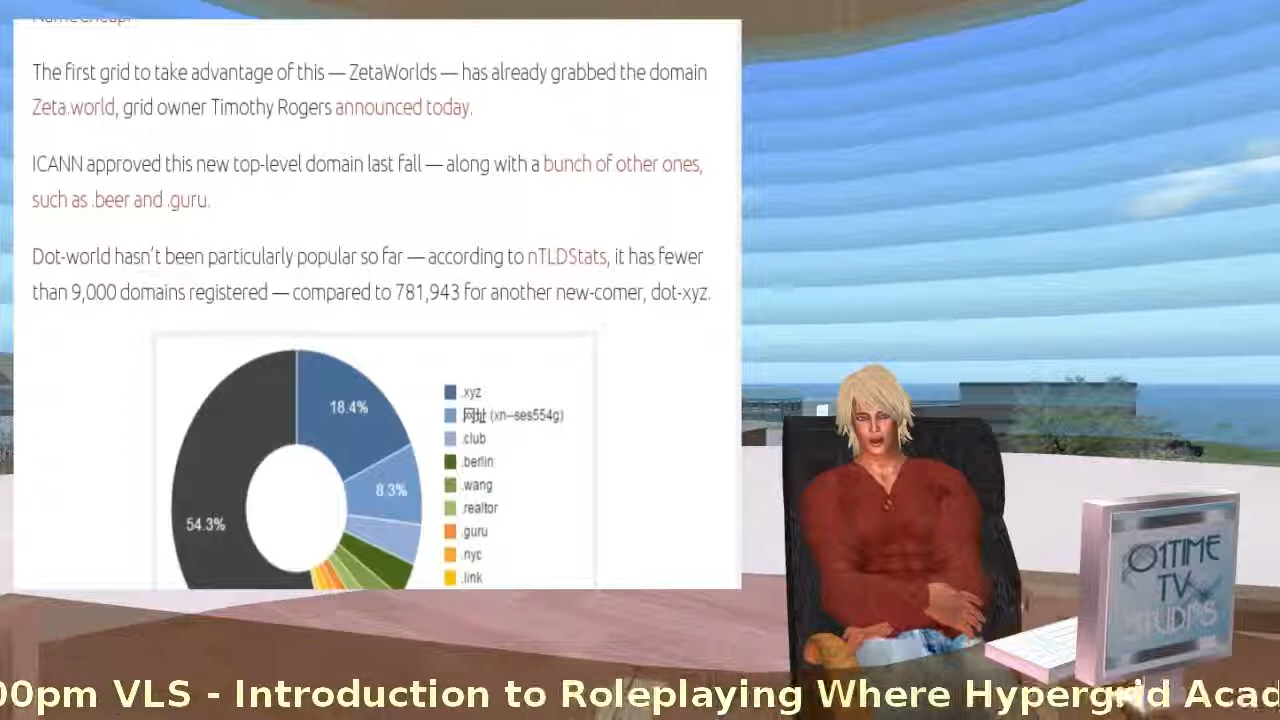 NameCheap.
The first grid to take advantage of this — ZetaWorlds — has already grabbed the domain
Zeta.world, grid owner Timothy Rogers announced today.
ICANN approved this new top-level domain last fall — along with a bunch of other ones,
such as .beer and .guru.
Dot-world hasn't been particularly popular so far — according to nTLDStats, it has fewer
than 9,000 domains registered — compared to 781,943 for another new-comer, dot-xyz.
18.4%
8.3%
54.3%
.xyz
网址 (xn--ses554g)
.club
.berlin
.wang
.realtor
.guru
.nyc
.link
01TIME
TV
STUDIOS
00pm VLS - Introduction to Roleplaying Where Hypergrid Acad